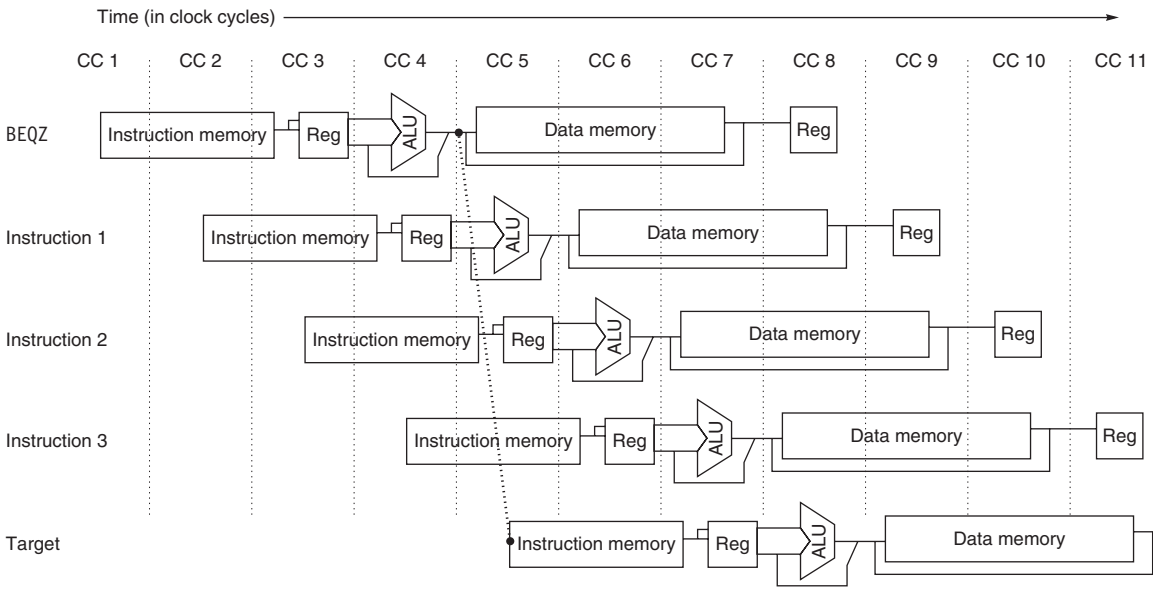 Time (in clock cycles)
CC 1 CC 2 CC 3 CC 4 CC 5 CC 6 CC 7 CC 8 CC 9 CC 10 CC 11
BEQZ Instruction memory Reg ALU Data memory Reg
Instruction 1 Instruction memory Reg ALU Data memory Reg
Instruction 2 Instruction memory Reg ALU Data memory Reg
Instruction 3 Instruction memory Reg ALU Data memory Reg
Target Instruction memory Reg ALU Data memory